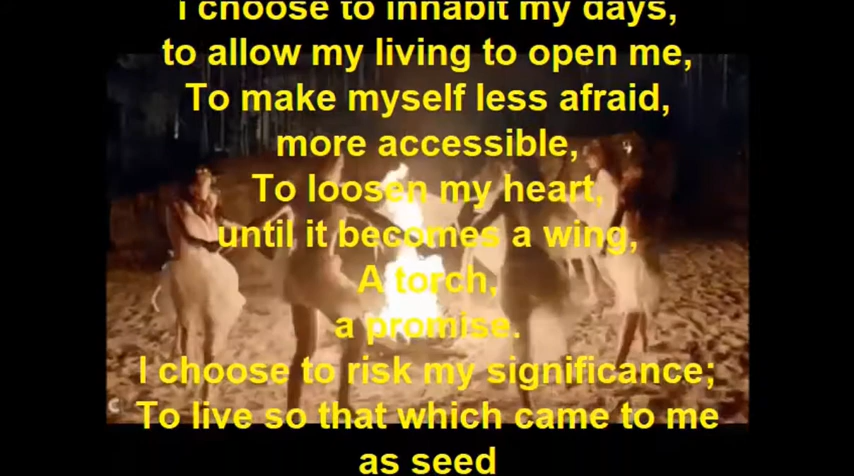 I choose to inhabit my days,
to allow my living to open me,
To make myself less afraid,
more accessible,
To loosen my heart,
until it becomes a wing,
A torch,
a promise.
I choose to risk my significance;
To live so that which came to me
as seed
C